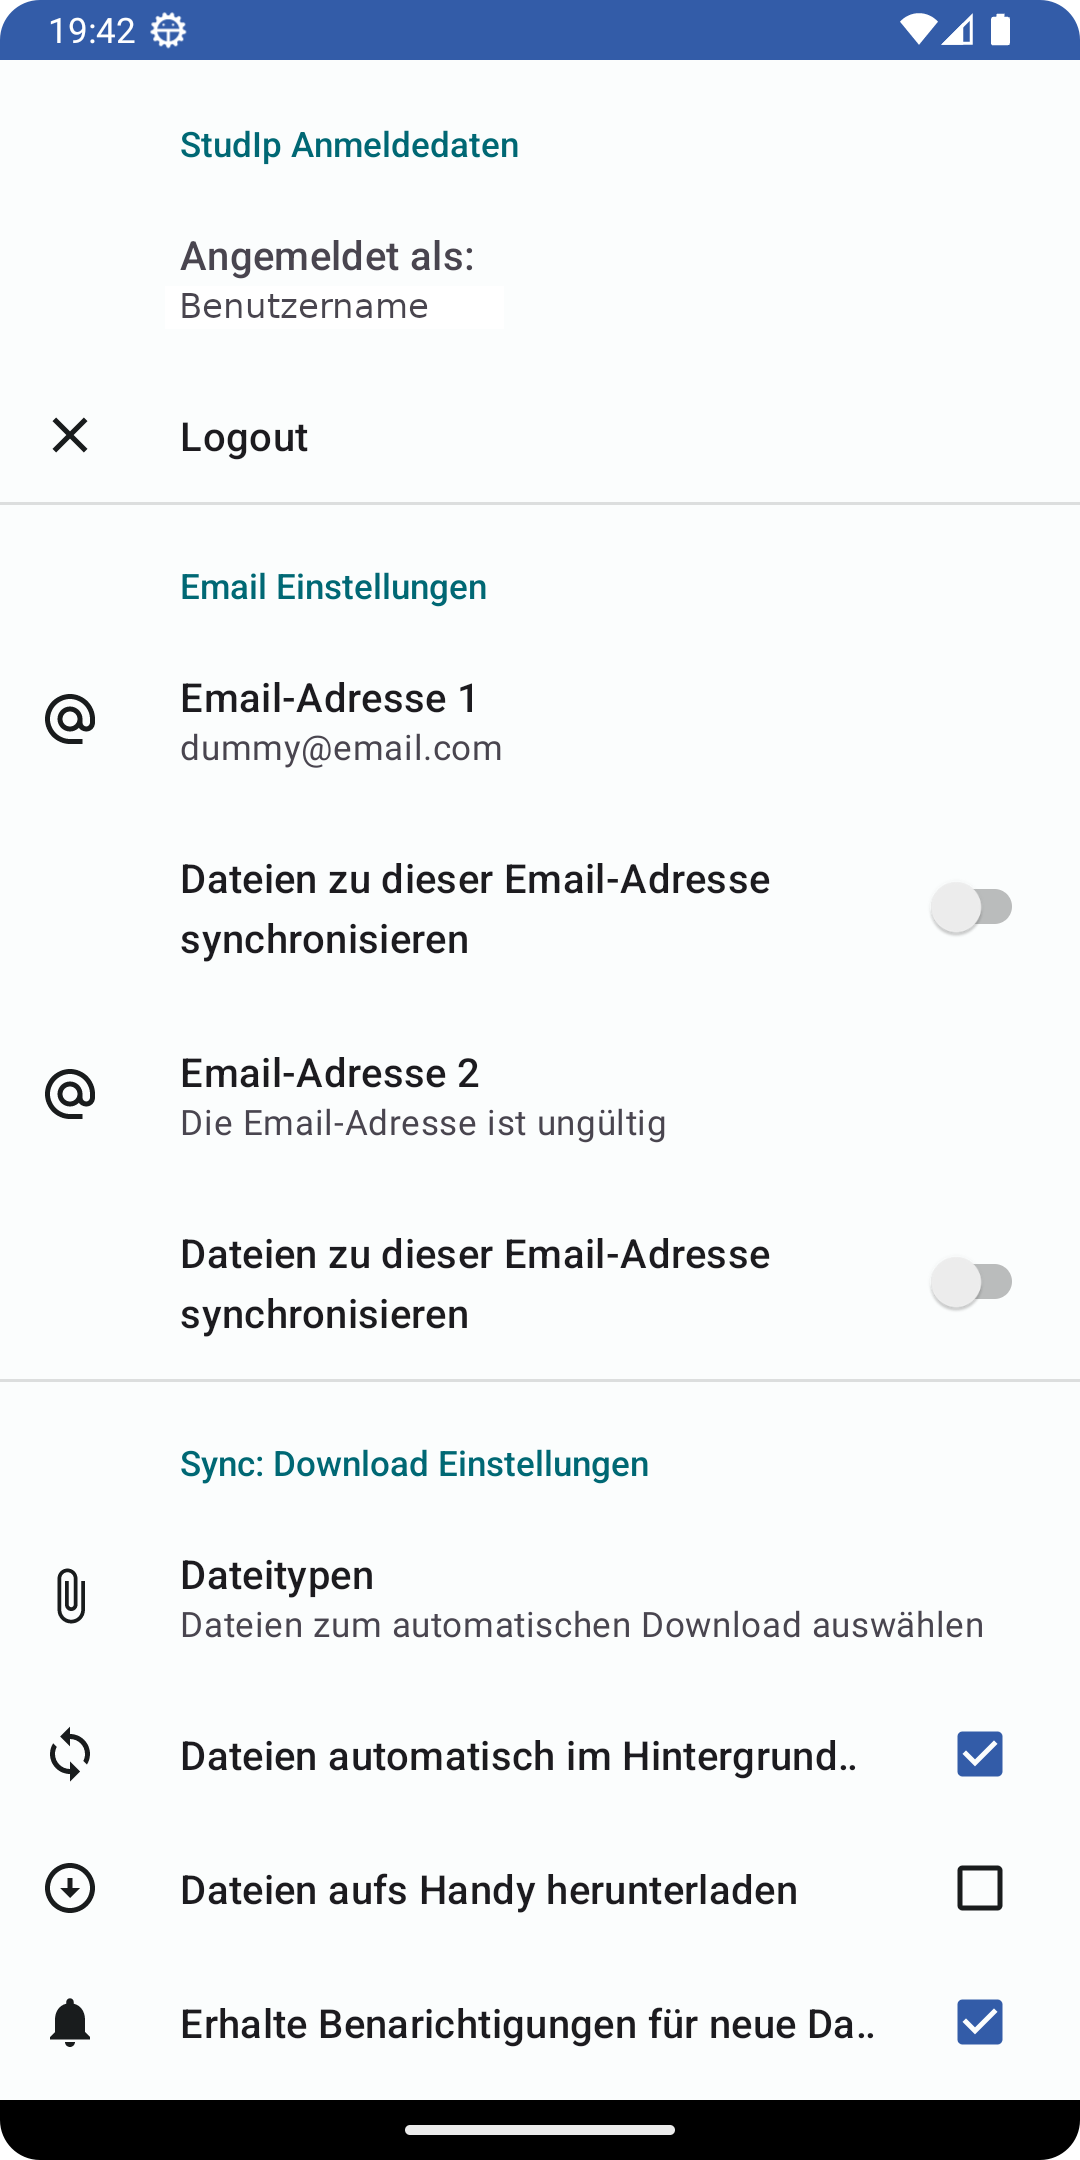 19:42
StudIp Anmeldedaten
Angemeldet als:
Benutzername
Logout
Email Einstellungen
Email-Adresse 1
dummy@email.com
Dateien zu dieser Email-Adresse
synchronisieren
Email-Adresse 2
Die Email-Adresse ist ungültig
Dateien zu dieser Email-Adresse
synchronisieren
Sync: Download Einstellungen
Dateitypen
Dateien zum automatischen Download auswählen
Dateien automatisch im Hintergrund..
Dateien aufs Handy herunterladen
Erhalte Benarichtigungen für neue Da..